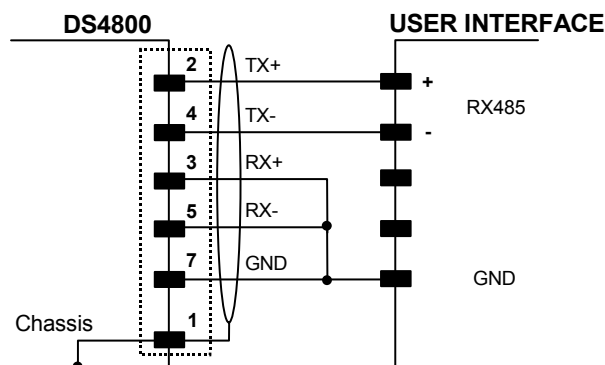 DS4800 USER INTERFACE
2 TX+ +
RX485
4 TX- -
3 RX+
5 RX-
7 GND GND
Chassis 1